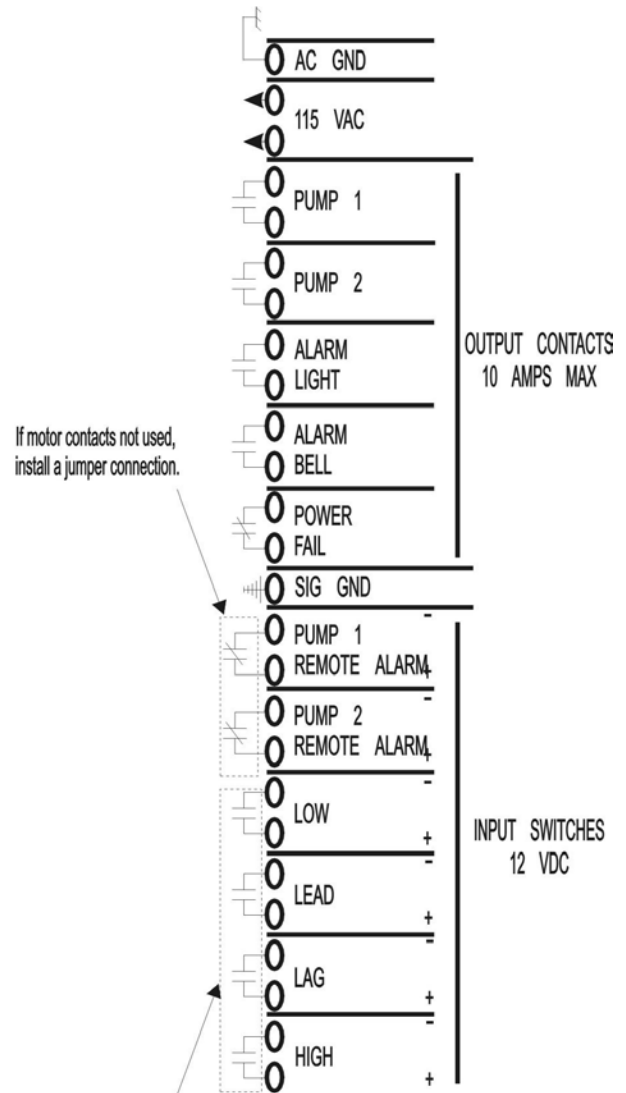 AC GND
115 VAC
PUMP 1
PUMP 2
ALARM
LIGHT
OUTPUT CONTACTS
10 AMPS MAX
If motor contacts not used,
install a jumper connection.
ALARM
BELL
POWER
FAIL
SIG GND
-
PUMP 1
REMOTE ALARM +
-
PUMP 2
REMOTE ALARM +
-
LOW
+
INPUT SWITCHES
12 VDC
-
LEAD
+
-
LAG
+
-
HIGH
+